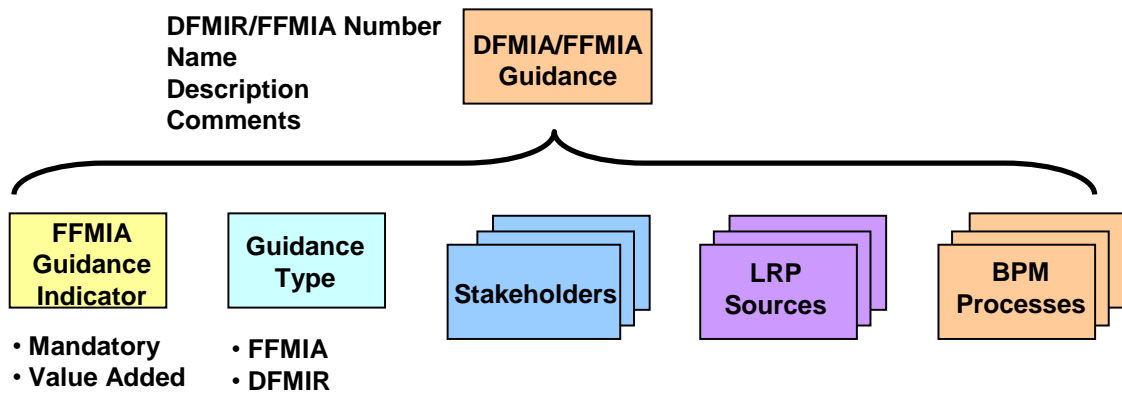 DFMIR/FFMIA Number
Name
Description
Comments
DFMIA/FFMIA
Guidance
FFMIA
Guidance
Indicator
• Mandatory
• Value Added
Guidance
Type
• FFMIA
• DFMIR
Stakeholders
LRP
Sources
BPM
Processes